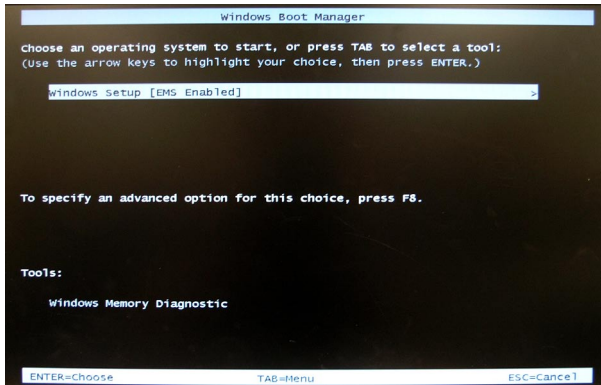 Windows Boot Manager
Choose an operating system to start, or press TAB to select a tool:
(Use the arrow keys to highlight your choice, then press ENTER.)
Windows Setup [EMS Enabled] >
To specify an advanced option for this choice, press F8.
Tools:
Windows Memory Diagnostic
ENTER=Choose TAB=Menu ESC=Cancel